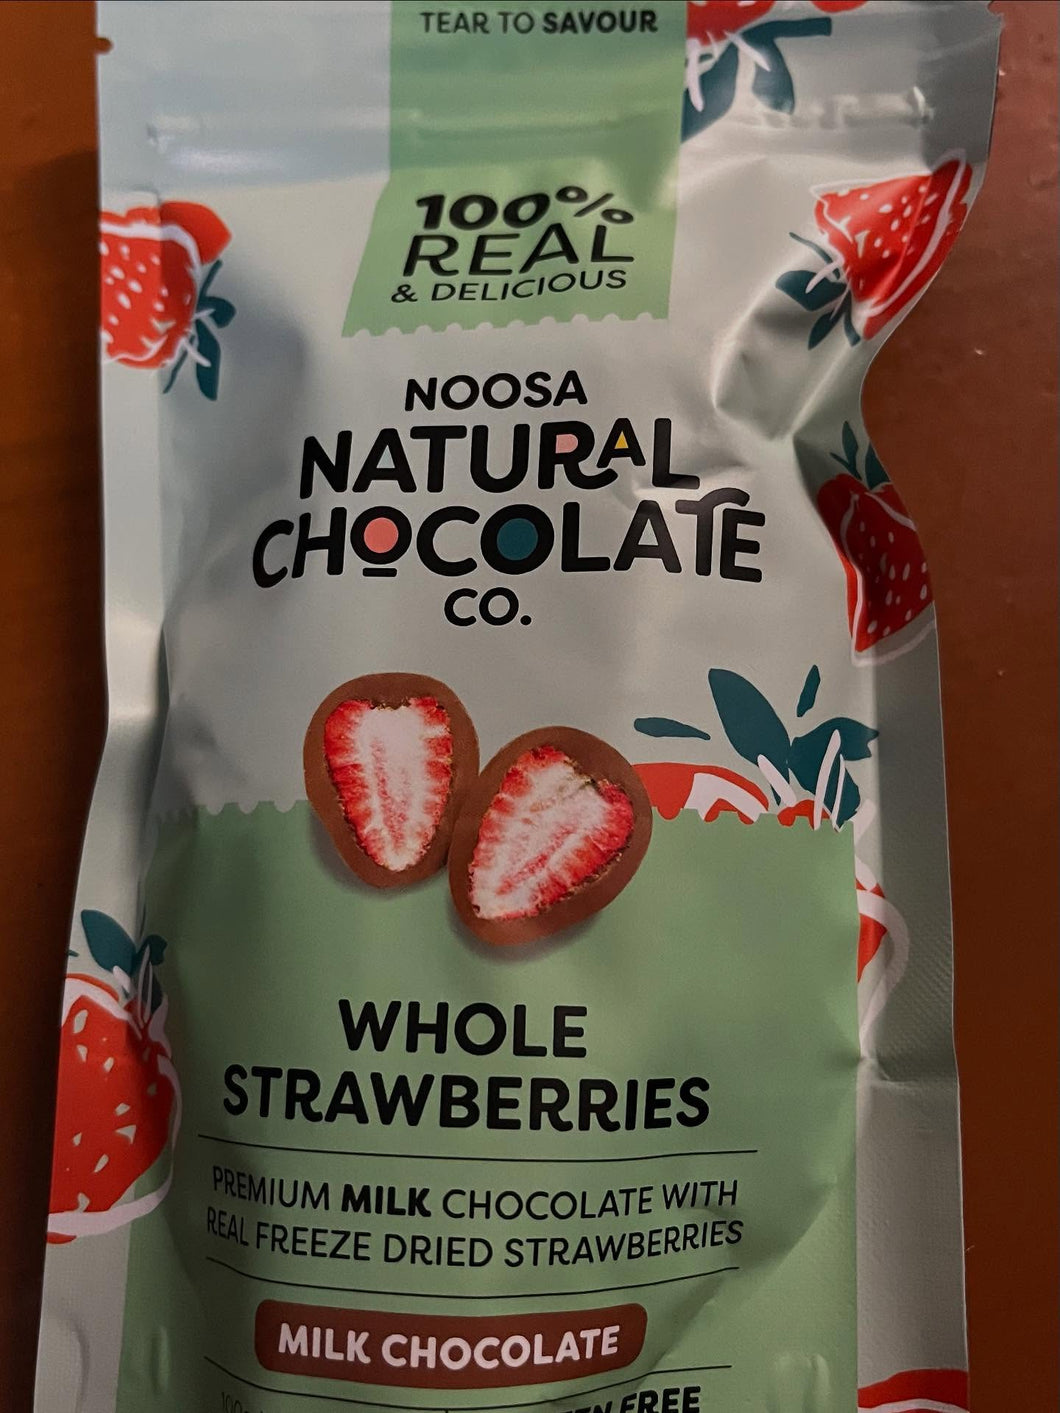 TEAR TO SAVOUR
100%
REAL
& DELICIOUS
NOOSA
NATURAL
CHOCOLATE
CO.
WHOLE
STRAWBERRIES
PREMIUM MILK CHOCOLATE WITH
REAL FREEZE DRIED STRAWBERRIES
MILK CHOCOLATE
FREE